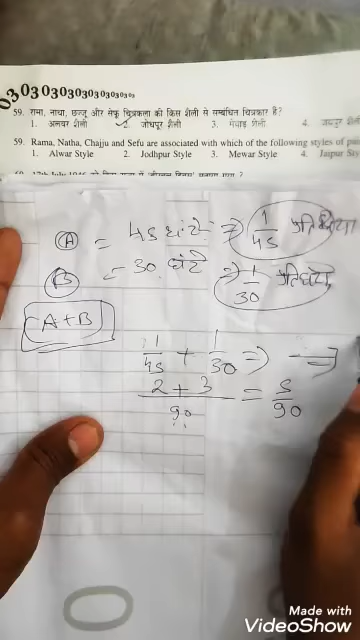 030303030303030303030303
59. रामा, नाथा, छज्जू और सेफू चित्रकला की किस शैली से सम्बंधित चित्रकार है?
1. अलवर शैली 2. जोधपुर शैली 3. मेवाड़ शैली 4. जयपुर शैली
59. Rama, Natha, Chajju and Sefu are associated with which of the following styles of
1. Alwar Style 2. Jodhpur Style 3. Mewar Style 4. Jaipur
A = 45 घंटे ⇒ 1/45 प्रतिघंटा
B = 30 घंटे ⇒ 1/30 प्रतिघंटा
A+B
1/45 + 1/30 ⇒
2 + 3 / 90 = 5/90
Made with
VideoShow